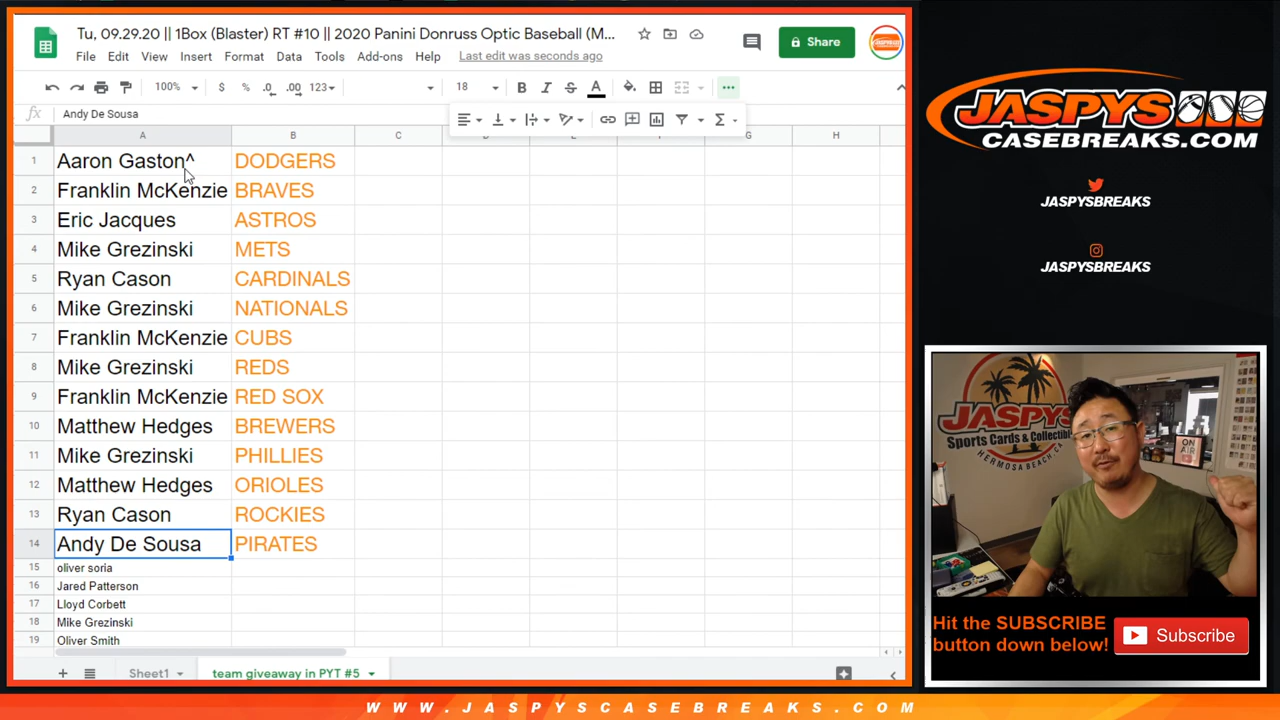 Tu, 09.29.20 || 1Box (Blaster) RT #10 || 2020 Panini Donruss Optic Baseball (M...
Share
File Edit View Insert Format Data Tools Add-ons Help Last edit was seconds ago
100% $ % .0 .00 123 18 B I S A
fx Andy De Sousa
A B C H
1 Aaron Gaston^ DODGERS
2 Franklin McKenzie BRAVES
3 Eric Jacques ASTROS
4 Mike Grezinski METS
5 Ryan Cason CARDINALS
6 Mike Grezinski NATIONALS
7 Franklin McKenzie CUBS
8 Mike Grezinski REDS
9 Franklin McKenzie RED SOX
10 Matthew Hedges BREWERS
11 Mike Grezinski PHILLIES
12 Matthew Hedges ORIOLES
13 Ryan Cason ROCKIES
14 Andy De Sousa PIRATES
15 oliver soria
16 Jared Patterson
17 Lloyd Corbett
18 Mike Grezinski
19 Oliver Smith
Sheet1 team giveaway in PYT #5
JASPYS
CASEBREAKS.COM
JASPYSBREAKS
JASPYSBREAKS
JASPYS
Sports Cards & Collectibl
HERMOSA BEACH, CA
ON AIR
Hit the SUBSCRIBE
button down below!
Subscribe
WWW.JASPYSCASEBREAKS.COM